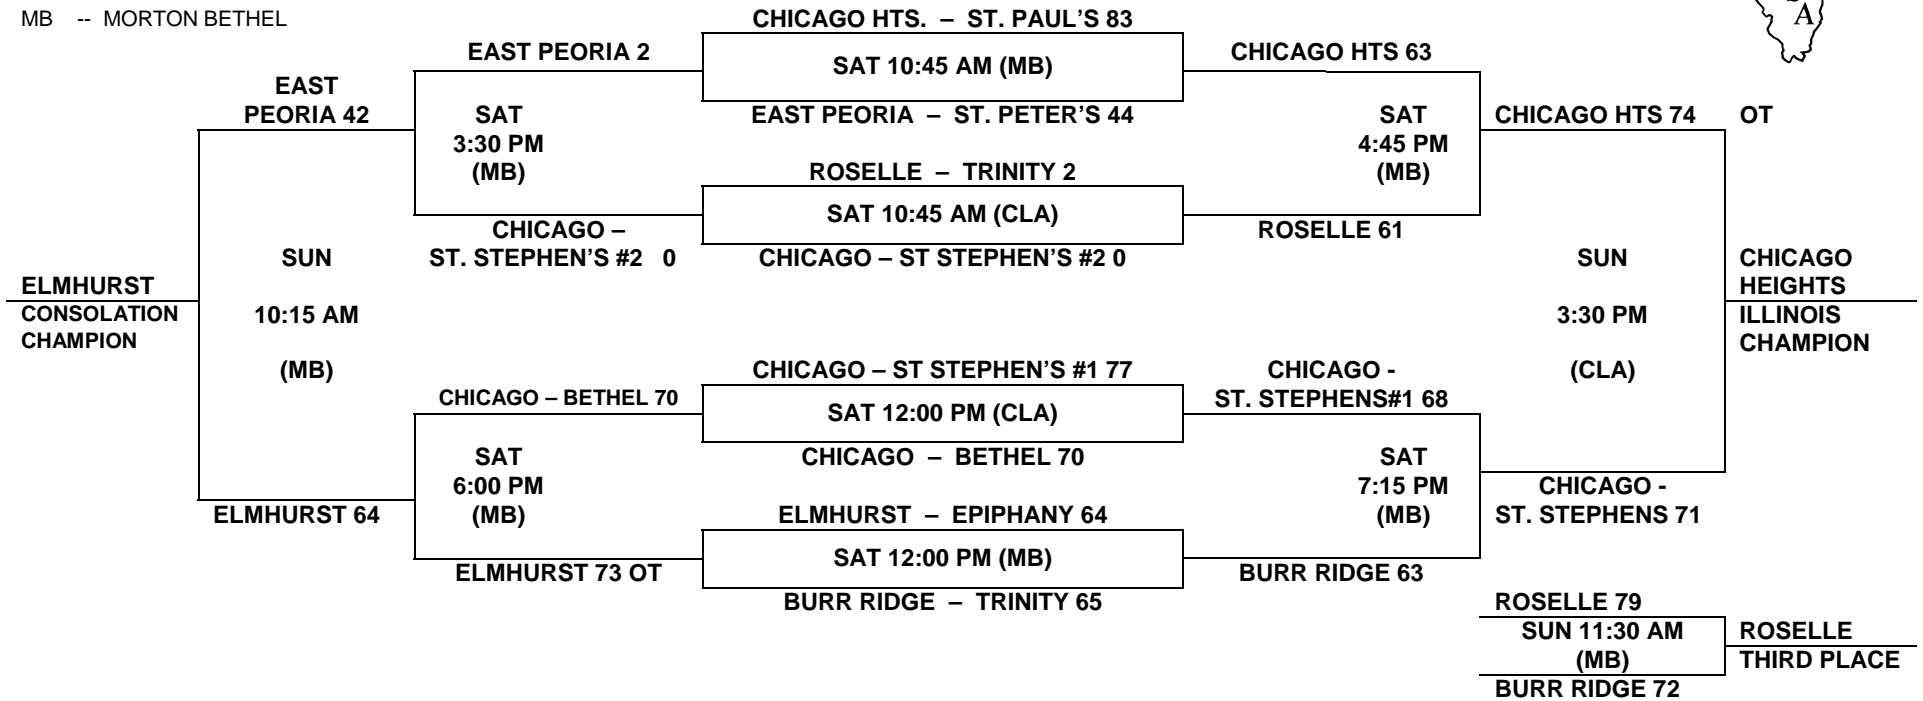 MB -- MORTON BETHEL
A
CHICAGO HTS. – ST. PAUL'S 83
EAST PEORIA 2
SAT 10:45 AM (MB)
CHICAGO HTS 63
EAST
PEORIA 42
SAT
3:30 PM
(MB)
EAST PEORIA – ST. PETER'S 44
SAT
4:45 PM
(MB)
CHICAGO HTS 74
OT
ROSELLE – TRINITY 2
SAT 10:45 AM (CLA)
CHICAGO –
ST. STEPHEN'S #2 0
CHICAGO – ST STEPHEN'S #2 0
ROSELLE 61
ELMHURST
CONSOLATION
CHAMPION
SUN
10:15 AM
(MB)
SUN
3:30 PM
(CLA)
CHICAGO
HEIGHTS
ILLINOIS
CHAMPION
CHICAGO – ST STEPHEN'S #1 77
CHICAGO – BETHEL 70
SAT 12:00 PM (CLA)
CHICAGO -
ST. STEPHENS#1 68
CHICAGO – BETHEL 70
SAT
6:00 PM
(MB)
SAT
7:15 PM
(MB)
ELMHURST 64
ELMHURST – EPIPHANY 64
CHICAGO -
ST. STEPHENS 71
SAT 12:00 PM (MB)
ELMHURST 73 OT
BURR RIDGE 63
BURR RIDGE – TRINITY 65
ROSELLE 79
SUN 11:30 AM
(MB)
BURR RIDGE 72
ROSELLE
THIRD PLACE